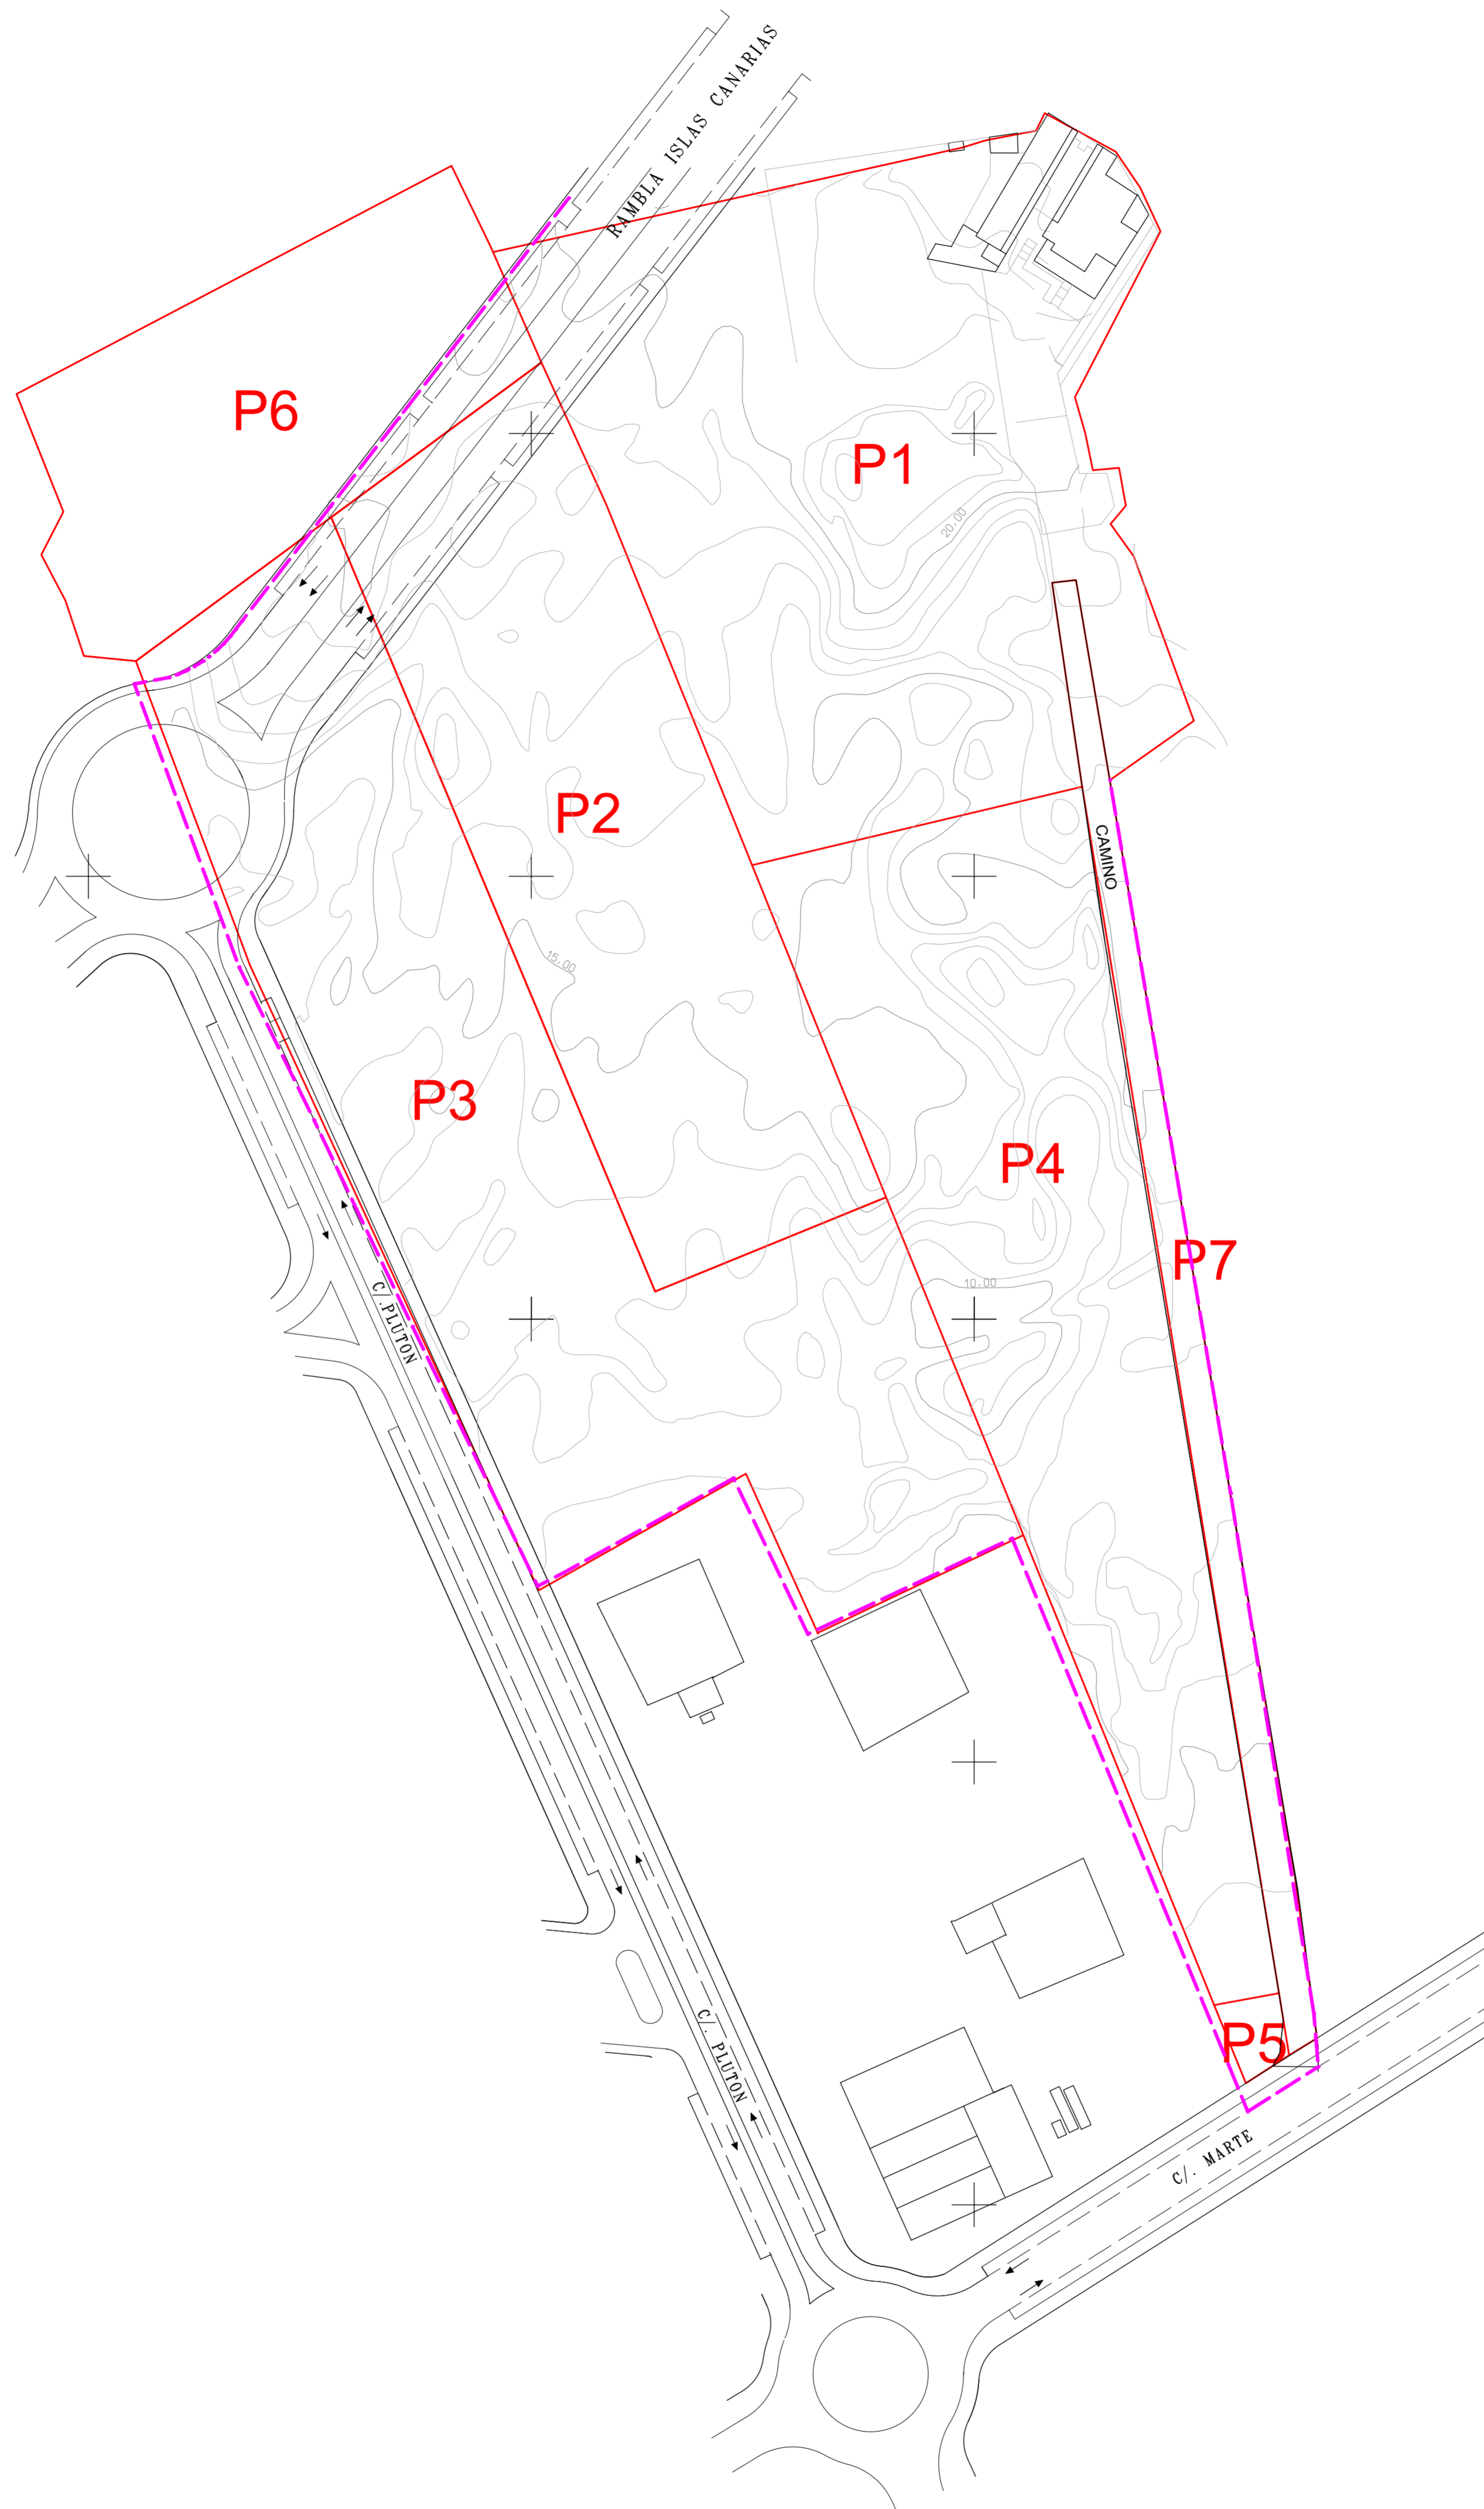 RAMBLA ISLAS CANARIAS
P6
P1
20,00
P2
CAMINO
15,00
P3
P4
P7
10,00
C.PLUTON
P5
C/. PLUTON
C/. MARTE